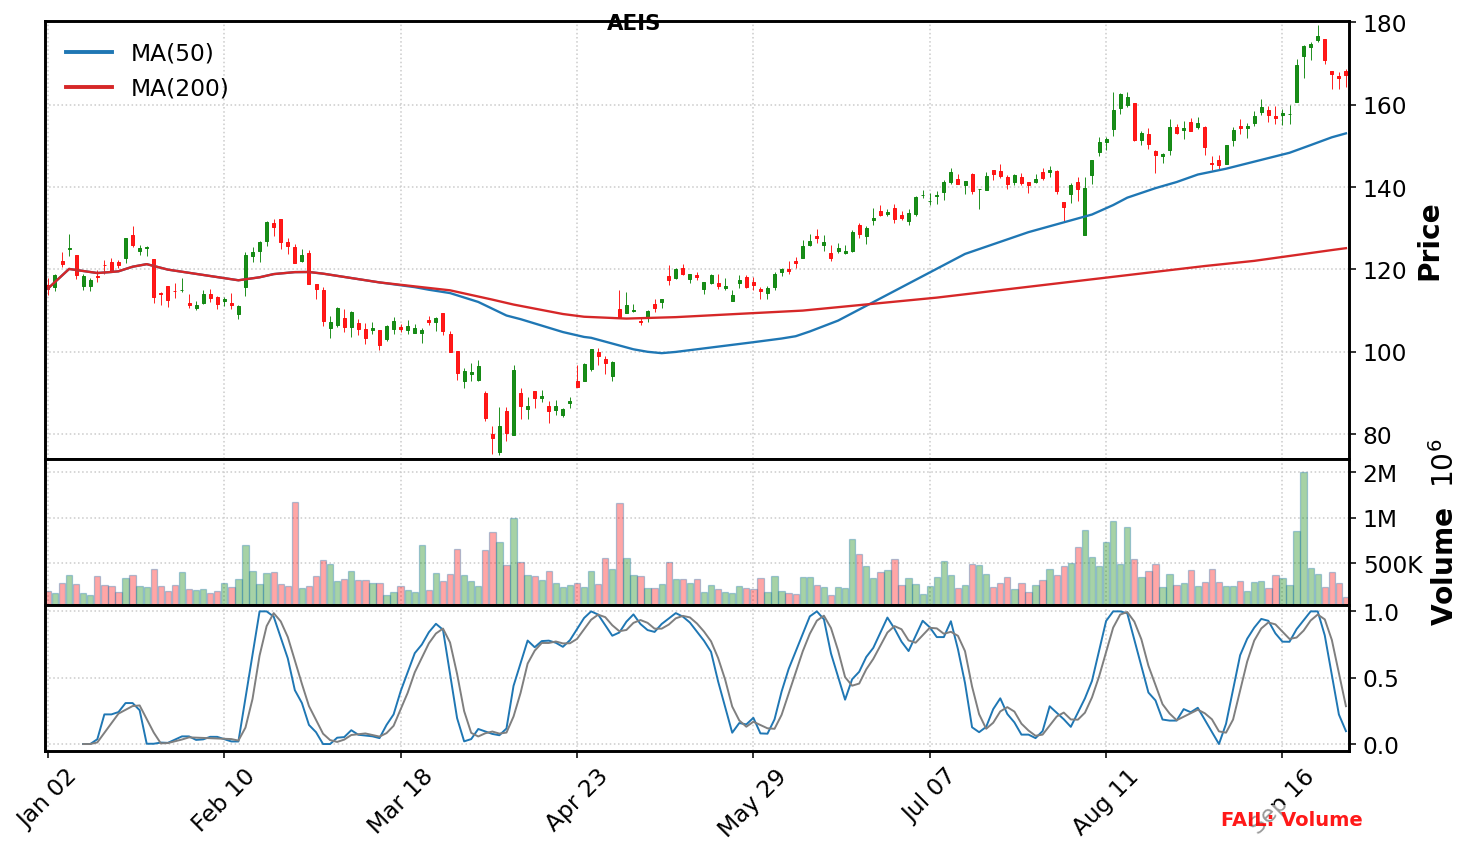 AEIS
MA(50)
MA(200)
180
160
140
120
100
80
Price
2M
1M
500K
Volume 10^6
1.0
0.5
0.0
Jan 02
Feb 10
Mar 18
Apr 23
May 29
Jul 07
Aug 11
Sep 16
FAIL: Volume